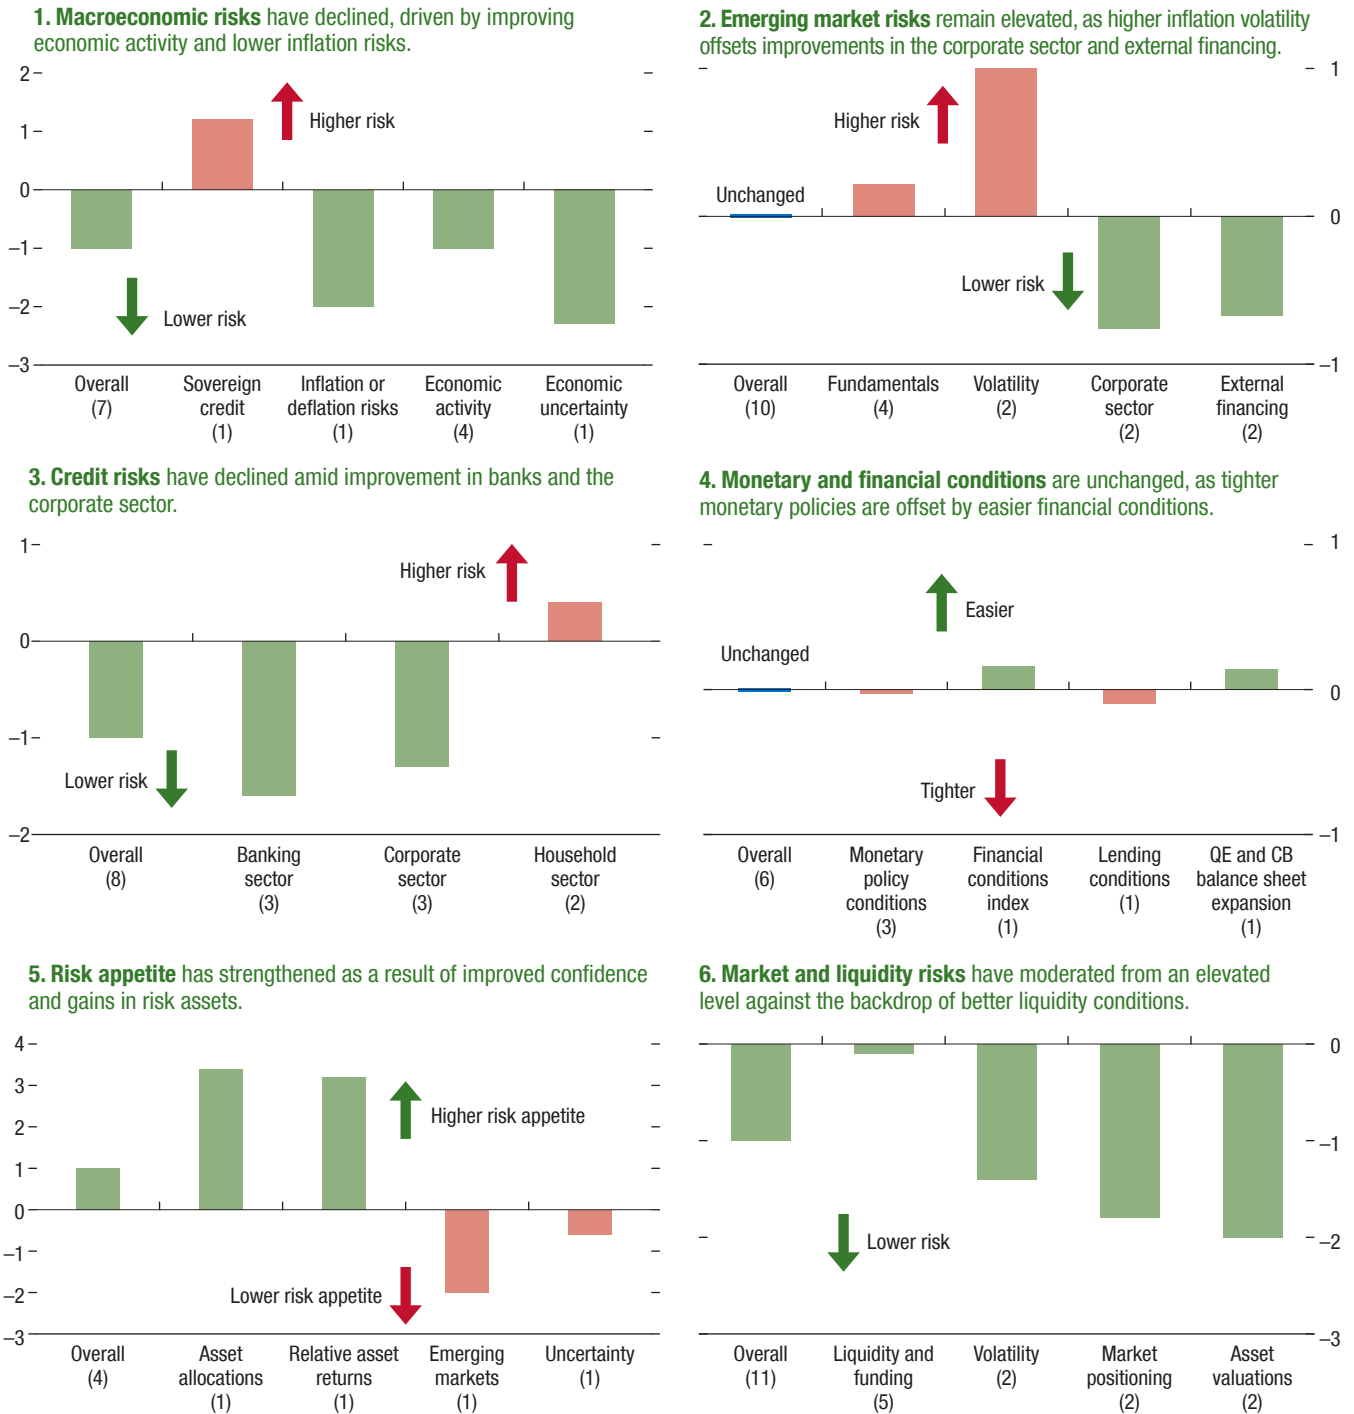 1. Macroeconomic risks have declined, driven by improving
economic activity and lower inflation risks.
2
1
0
–1
–2
–3
Higher risk
Lower risk
Overall
(7)
Sovereign
credit
(1)
Inflation or
deflation risks
(1)
Economic
activity
(4)
Economic
uncertainty
(1)
2. Emerging market risks remain elevated, as higher inflation volatility
offsets improvements in the corporate sector and external financing.
1
0
–1
Higher risk
Unchanged
Lower risk
Overall
(10)
Fundamentals
(4)
Volatility
(2)
Corporate
sector
(2)
External
financing
(2)
3. Credit risks have declined amid improvement in banks and the
corporate sector.
1
0
–1
–2
Higher risk
Lower risk
Overall
(8)
Banking
sector
(3)
Corporate
sector
(3)
Household
sector
(2)
4. Monetary and financial conditions are unchanged, as tighter
monetary policies are offset by easier financial conditions.
1
0
–1
Easier
Unchanged
Tighter
Overall
(6)
Monetary
policy
conditions
(3)
Financial
conditions
index
(1)
Lending
conditions
(1)
QE and CB
balance sheet
expansion
(1)
5. Risk appetite has strengthened as a result of improved confidence
and gains in risk assets.
4
3
2
1
0
–1
–2
–3
Higher risk appetite
Lower risk appetite
Overall
(4)
Asset
allocations
(1)
Relative asset
returns
(1)
Emerging
markets
(1)
Uncertainty
(1)
6. Market and liquidity risks have moderated from an elevated
level against the backdrop of better liquidity conditions.
0
–1
–2
–3
Lower risk
Overall
(11)
Liquidity and
funding
(5)
Volatility
(2)
Market
positioning
(2)
Asset
valuations
(2)